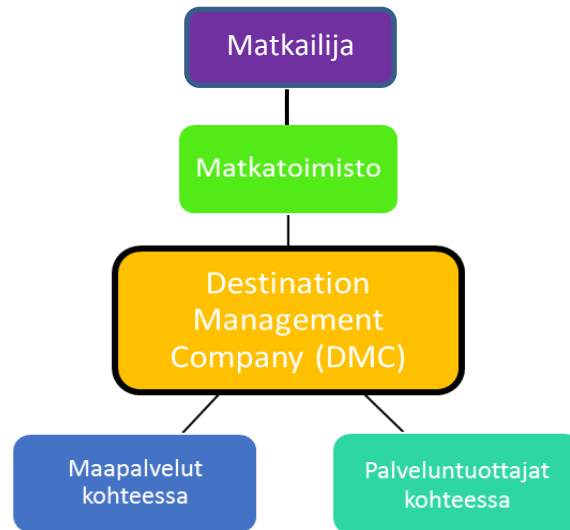 Matkailija
Matkatoimisto
Destination
Management
Company (DMC)
Maapalvelut
kohteessa
Palveluntuottajat
kohteessa